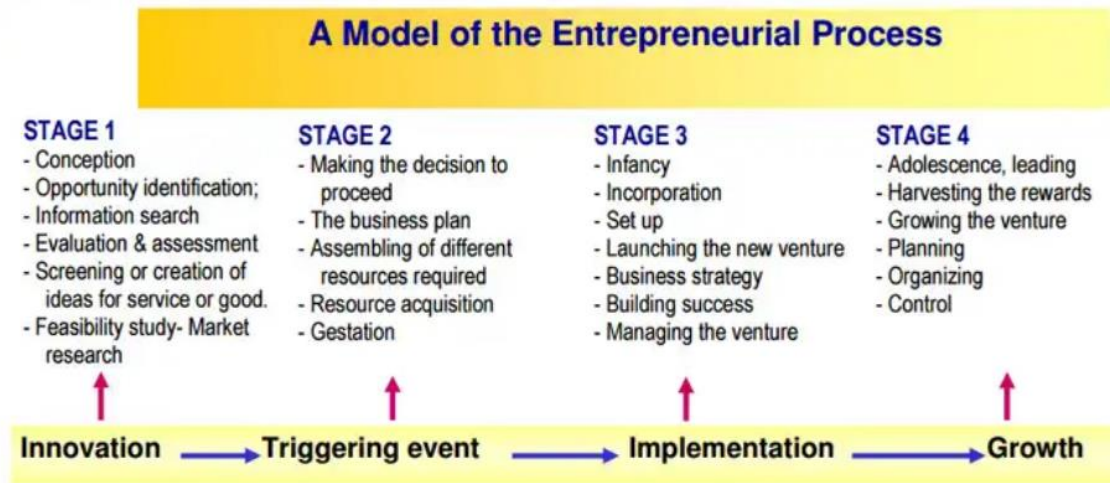 A Model of the Entrepreneurial Process
STAGE 1
- Conception
- Opportunity identification;
- Information search
- Evaluation & assessment
- Screening or creation of
ideas for service or good.
- Feasibility study- Market
research
STAGE 2
- Making the decision to
proceed
- The business plan
- Assembling of different
resources required
- Resource acquisition
- Gestation
STAGE 3
- Infancy
- Incorporation
- Set up
- Launching the new venture
- Business strategy
- Building success
- Managing the venture
STAGE 4
- Adolescence, leading
- Harvesting the rewards
- Growing the venture
- Planning
- Organizing
- Control
Innovation
Triggering event
Implementation
Growth